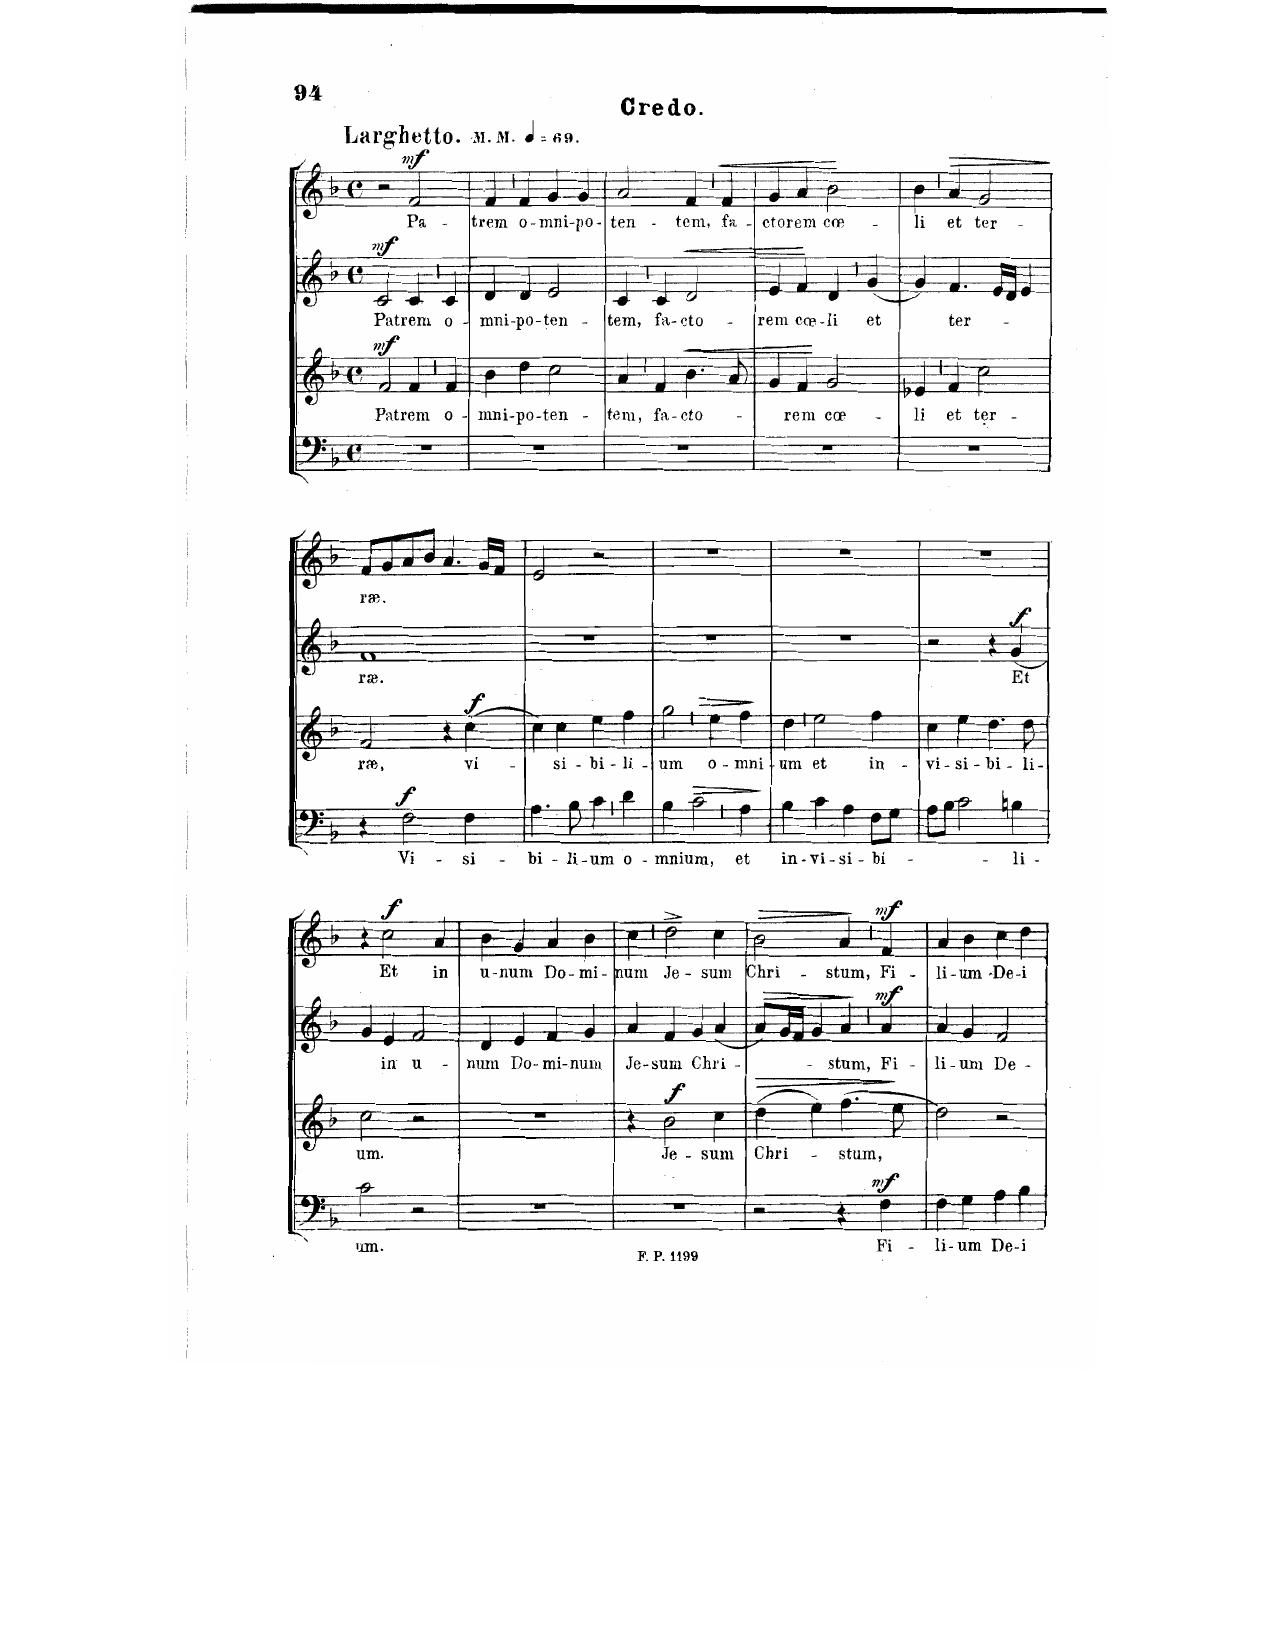 94
Credo.
Larghetto. M. M. ♩ = 69.
mf
Pa - trem o - mni - po - ten - tem, fa - ctorem cœ - li et ter -
mf
Patrem o - mni - po - ten - tem, fa - cto - rem cœ - li et ter -
mf
Patrem o - mni - po - ten - tem, fa - cto - rem cœ - li et ter -
ræ.
f
ræ. Et
f
ræ, vi - si - bi - li - um o - mni - um et in - vi - si - bi - li -
f
Vi - si - bi - li - um o - mnium, et in - vi - si - bi - li -
f mf
Et in u - num Do - mi - num Je - sum Chri - stum, Fi - li - um De - i
mf
in u - num Do - mi - num Je - sum Chri - stum, Fi - li - um De -
f
um. Je - sum Chri - stum,
mf
um. Fi - li - um De - i
F. P. 1199